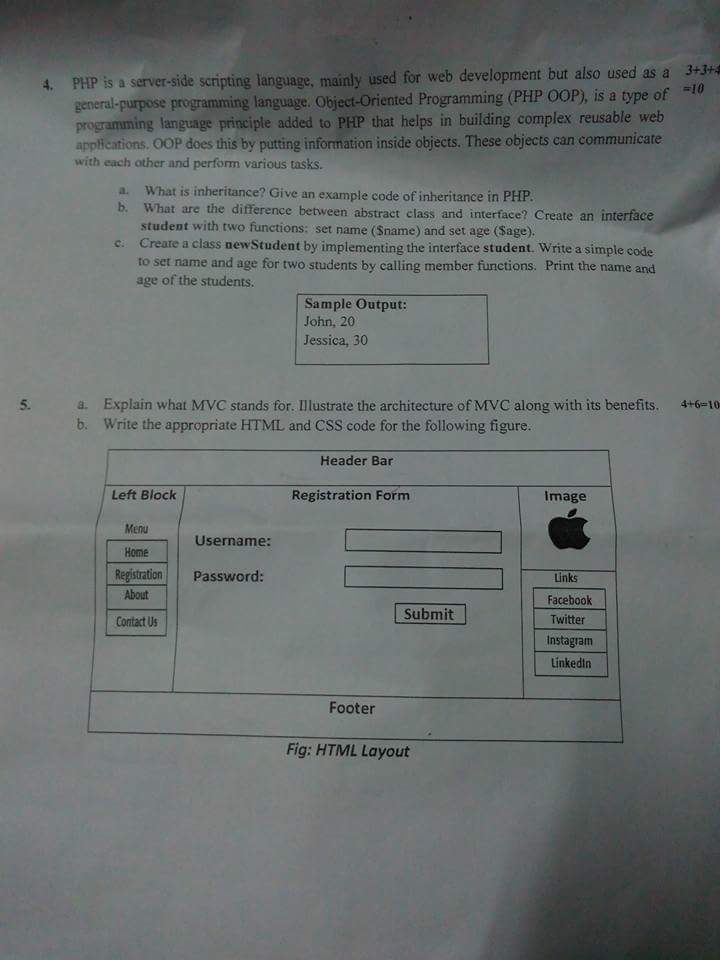 4. PHP is a server-side scripting language, mainly used for web development but also used as a 3+3+4
general-purpose programming language. Object-Oriented Programming (PHP OOP), is a type of =10
programming language principle added to PHP that helps in building complex reusable web
applications. OOP does this by putting information inside objects. These objects can communicate
with each other and perform various tasks.
a. What is inheritance? Give an example code of inheritance in PHP.
b. What are the difference between abstract class and interface? Create an interface
student with two functions: set name ($name) and set age ($age).
c. Create a class newStudent by implementing the interface student. Write a simple code
to set name and age for two students by calling member functions. Print the name and
age of the students.
Sample Output:
John, 20
Jessica, 30
5. a. Explain what MVC stands for. Illustrate the architecture of MVC along with its benefits. 4+6=10
b. Write the appropriate HTML and CSS code for the following figure.
Header Bar
Left Block
Menu
Home
Registration
About
Contact Us
Registration Form
Username:
Password:
Submit
Image
Links
Facebook
Twitter
Instagram
LinkedIn
Footer
Fig: HTML Layout